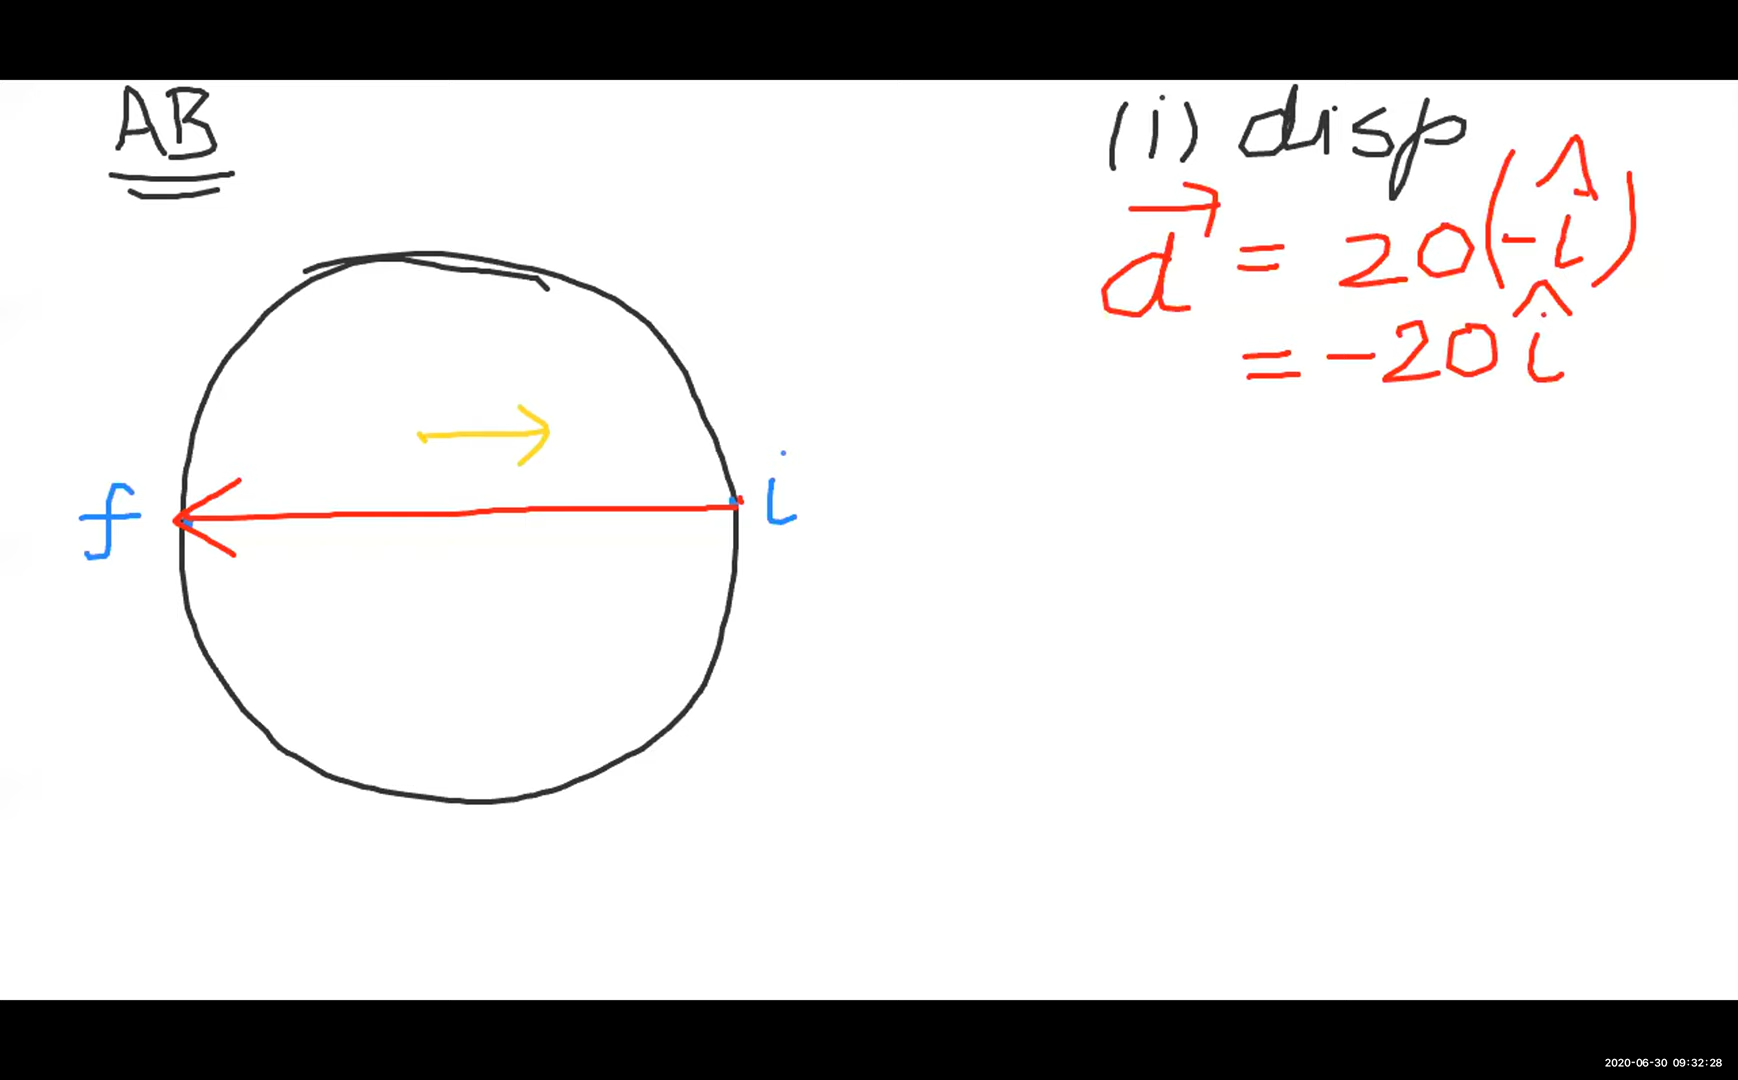 AB
(i) disp
d⃗ = 20(-î)
= -20î
f
i
2020-06-30 09:32:28